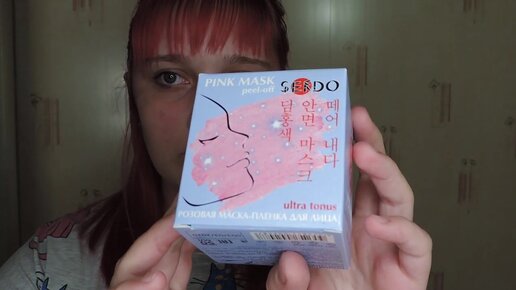 PINK MASK
peel-off
SENDO
떼어 내다
안면 마스크
담홍색
ultra tonus
РОЗОВАЯ МАСКА-ПЛЕНКА ДЛЯ ЛИЦА
EAC